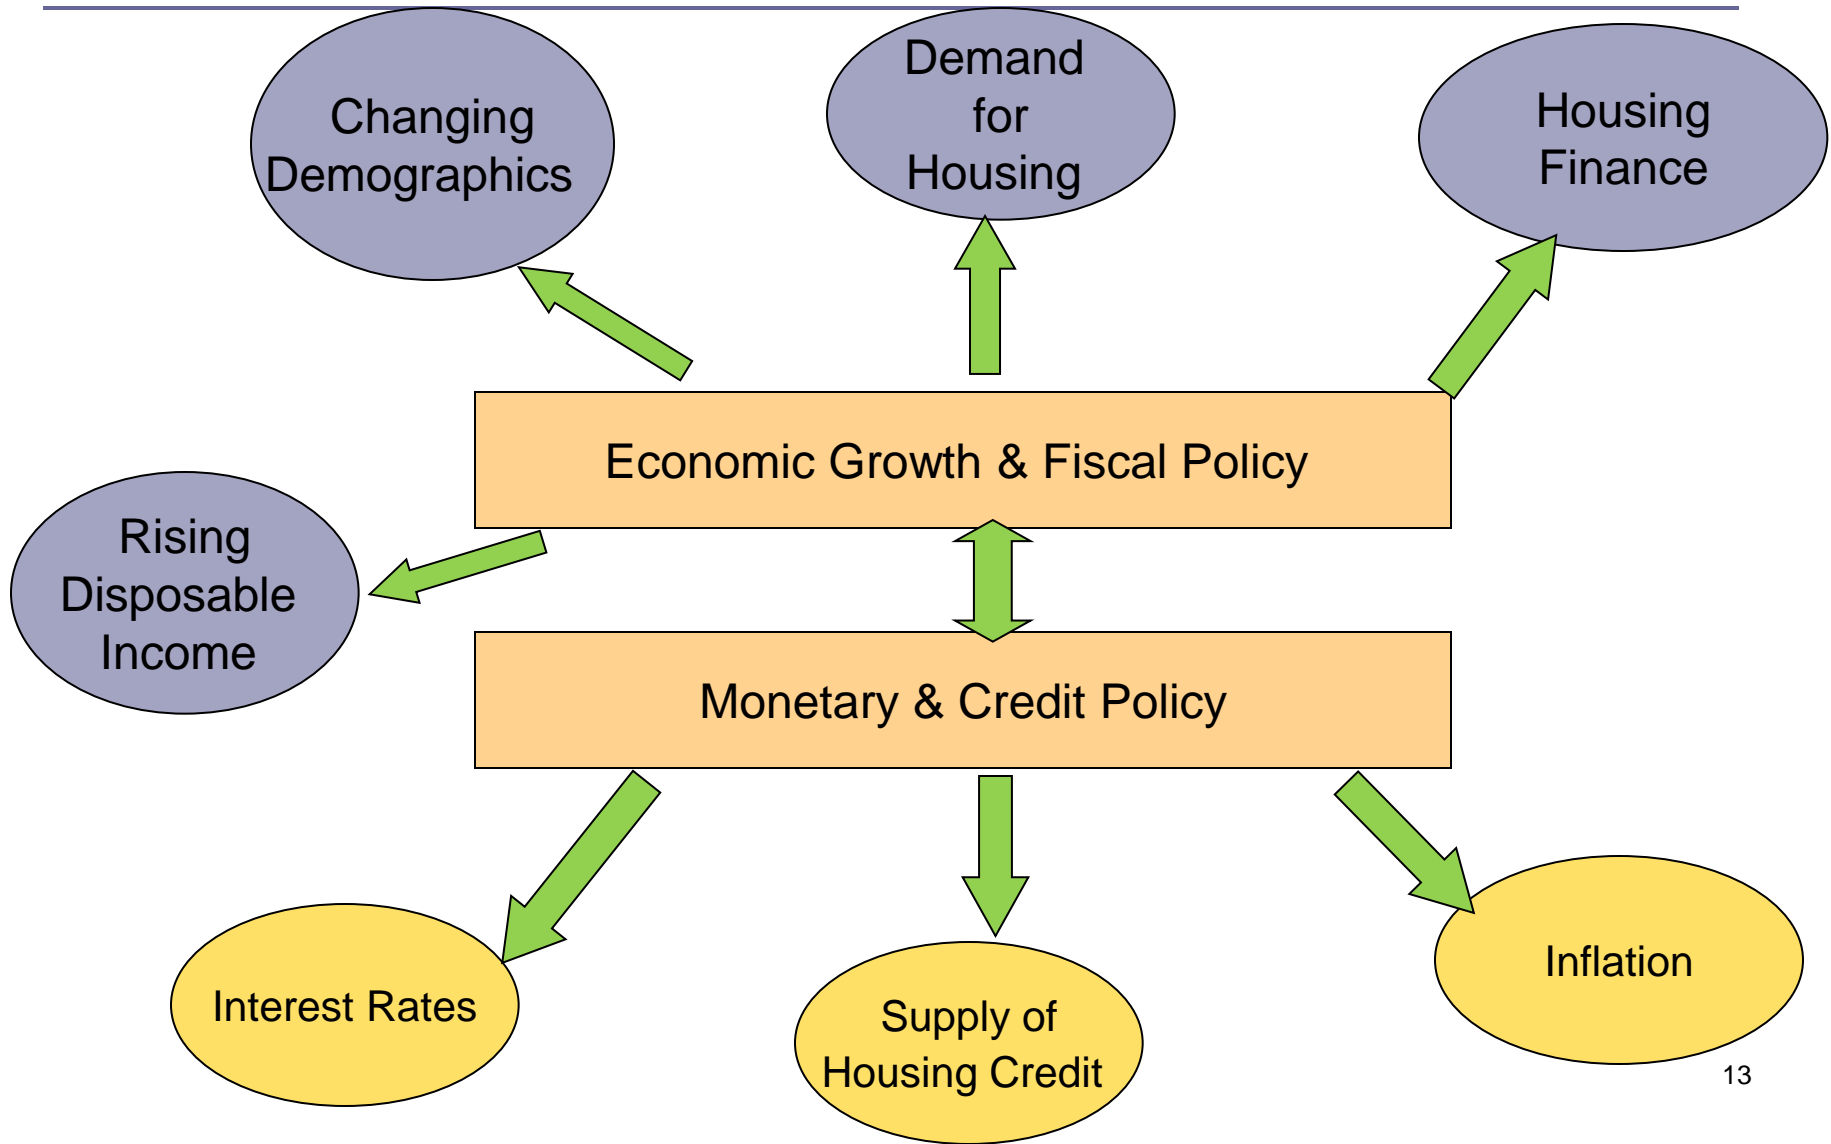 Changing
Demographics
Demand
for
Housing
Housing
Finance
Economic Growth & Fiscal Policy
Rising
Disposable
Income
Monetary & Credit Policy
Interest Rates
Supply of
Housing Credit
Inflation
13